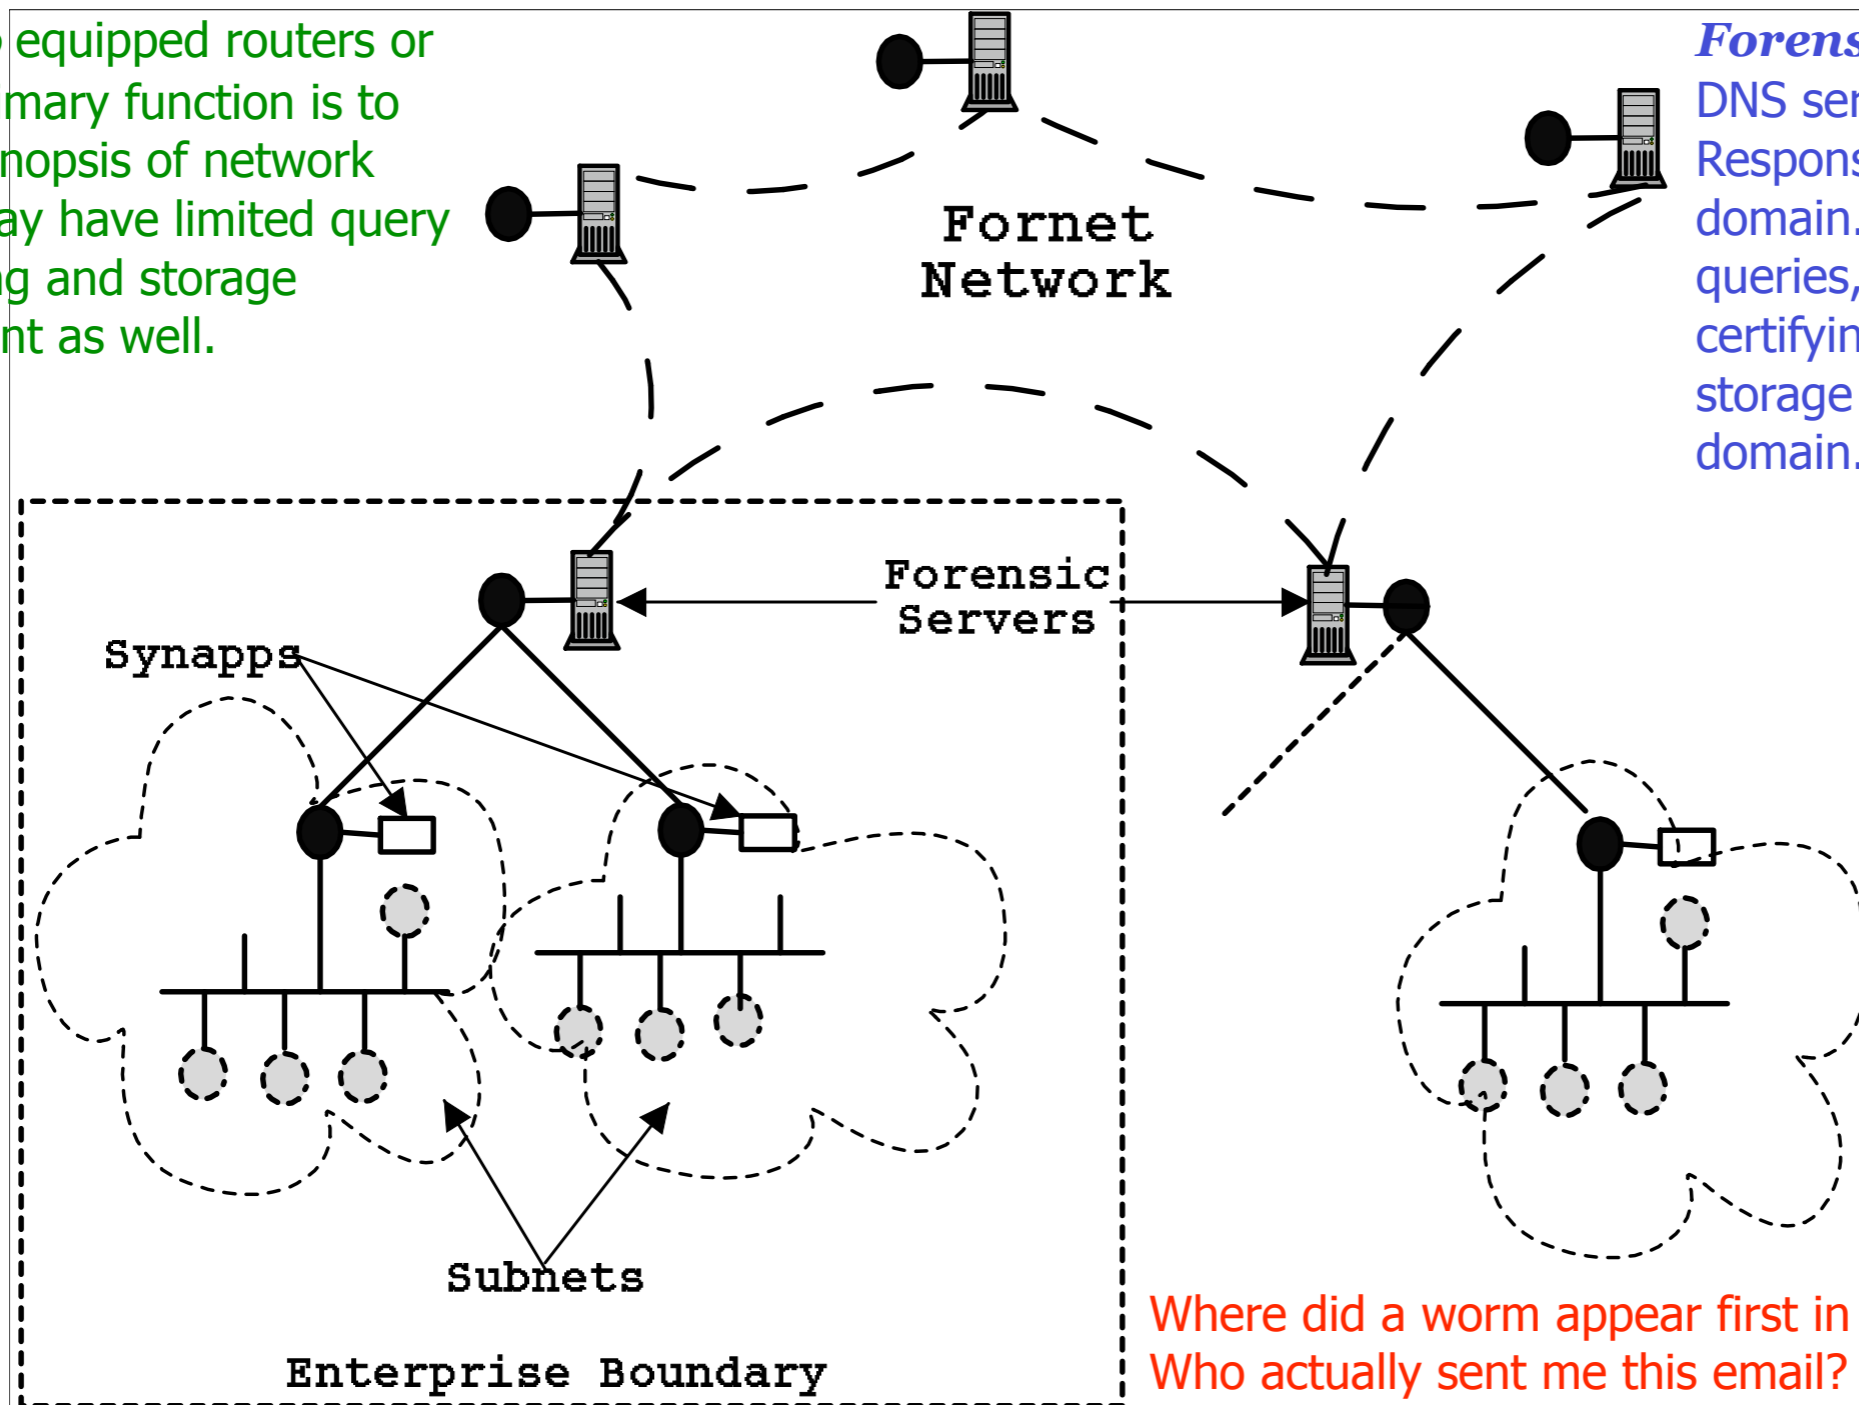 equipped routers or
mary function is to
nopsis of network
ay have limited query
g and storage
nt as well.
Forens
DNS ser
Respons
domain.
queries,
certifyin
storage
domain.
Fornet
Network
Forensic
Servers
Synapps
Subnets
Enterprise Boundary
Where did a worm appear first in
Who actually sent me this email?